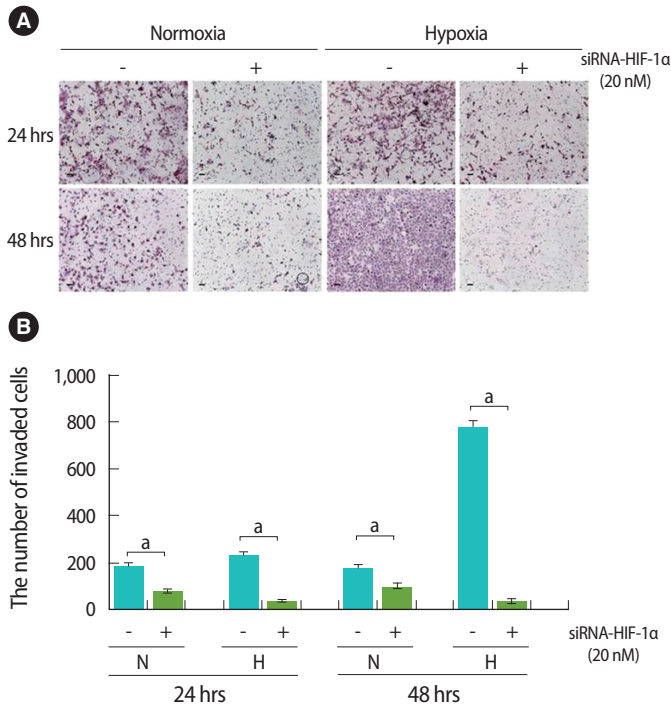 A
Normoxia Hypoxia
- + - + siRNA-HIF-1α
(20 nM)
24 hrs
48 hrs
B
The number of invaded cells
1,000
800
600
400
200
0
a a a a
- + - + - + - + siRNA-HIF-1α
(20 nM)
N H N H
24 hrs 48 hrs